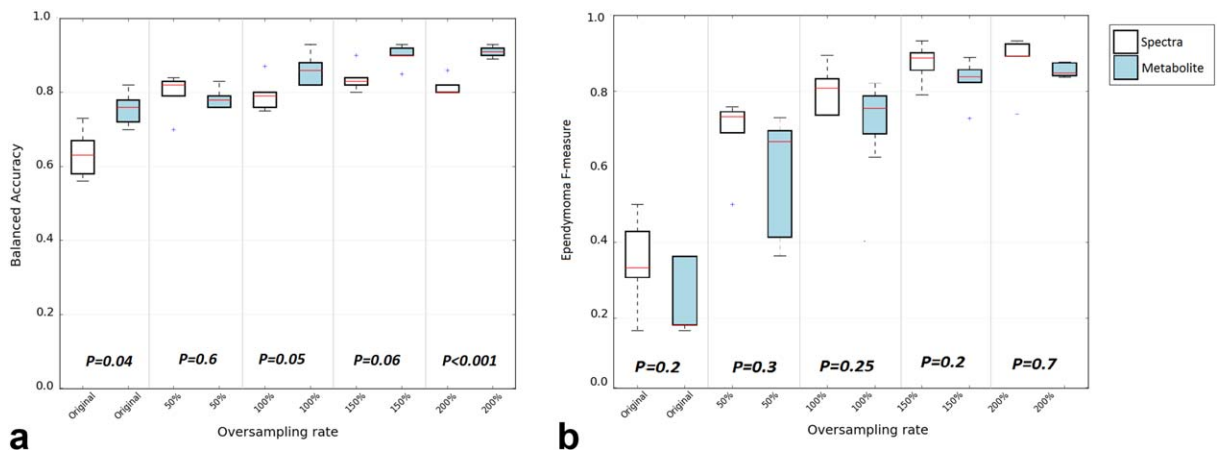 1.0
0.8
0.6
0.4
0.2
0.0
Balanced Accuracy
P=0.04
P=0.6
P=0.05
P=0.06
P<0.001
Original
Original
50%
50%
100%
100%
150%
150%
200%
200%
Oversampling rate
a
1.0
0.8
0.6
0.4
0.2
0.0
Ependymoma F-measure
P=0.2
P=0.3
P=0.25
P=0.2
P=0.7
Original
Original
50%
50%
100%
100%
150%
150%
200%
200%
Oversampling rate
b
Spectra
Metabolite